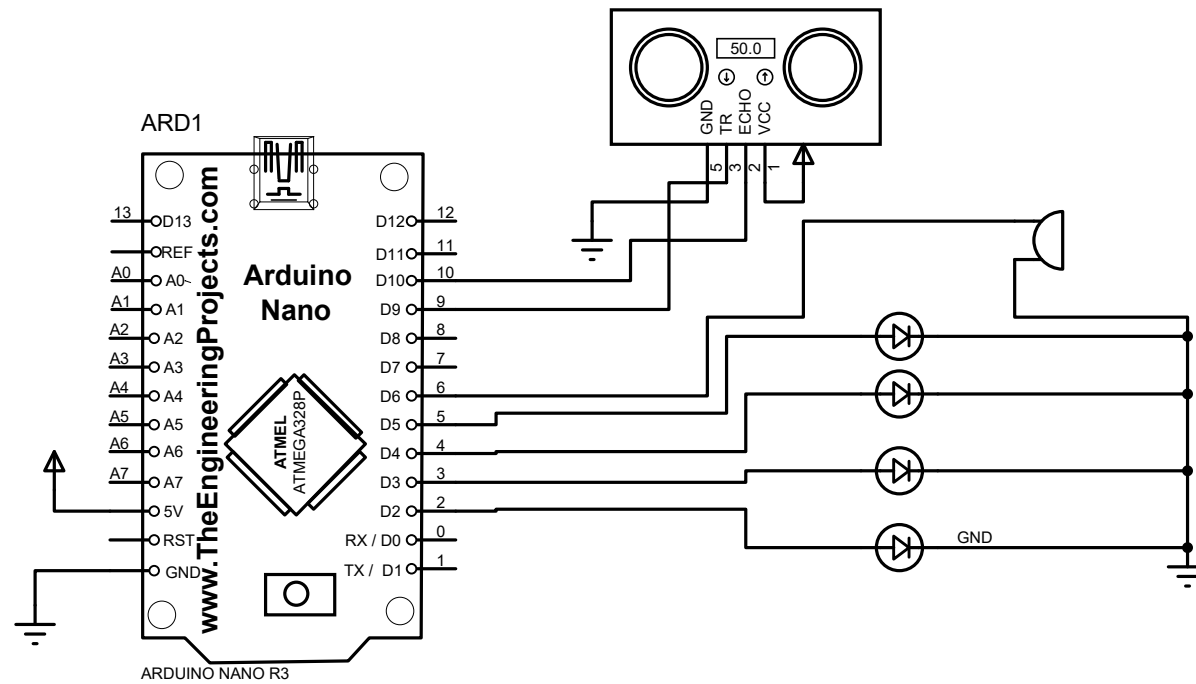 50.0
GND
TR
ECHO
VCC
5
3
2
1
ARD1
www.TheEngineeringProjects.com
Arduino
Nano
ATMEL
ATMEGA328P
13 D13
REF
A0 A0
A1 A1
A2 A2
A3 A3
A4 A4
A5 A5
A6 A6
A7 A7
5V
RST
GND
D12 12
D11 11
D10 10
D9 9
D8 8
D7 7
D6 6
D5 5
D4 4
D3 3
D2 2
RX / D0 0
TX / D1 1
GND
ARDUINO NANO R3